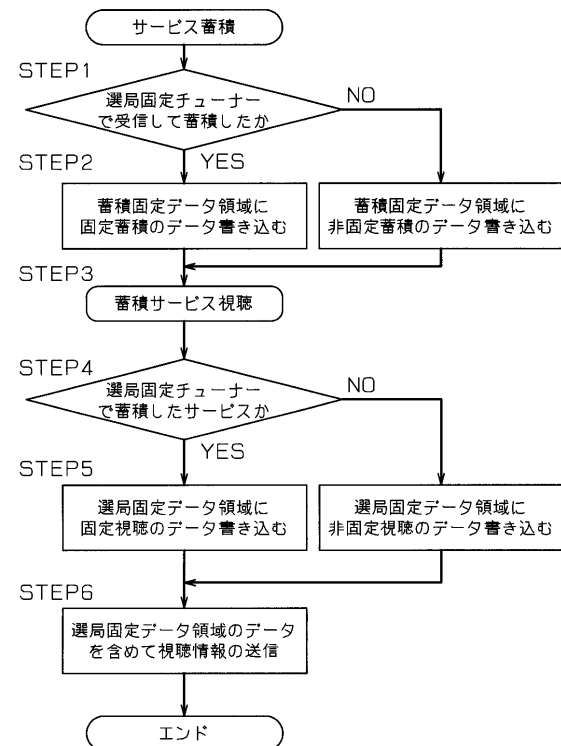 サービス蓄積
STEP1
選局固定チューナー
で受信して蓄積したか
NO
STEP2
YES
蓄積固定データ領域に
固定蓄積のデータ書き込む
蓄積固定データ領域に
非固定蓄積のデータ書き込む
STEP3
蓄積サービス視聴
STEP4
選局固定チューナー
で蓄積したサービスか
NO
YES
STEP5
選局固定データ領域に
固定視聴のデータ書き込む
選局固定データ領域に
非固定視聴のデータ書き込む
STEP6
選局固定データ領域のデータ
を含めて視聴情報の送信
エンド